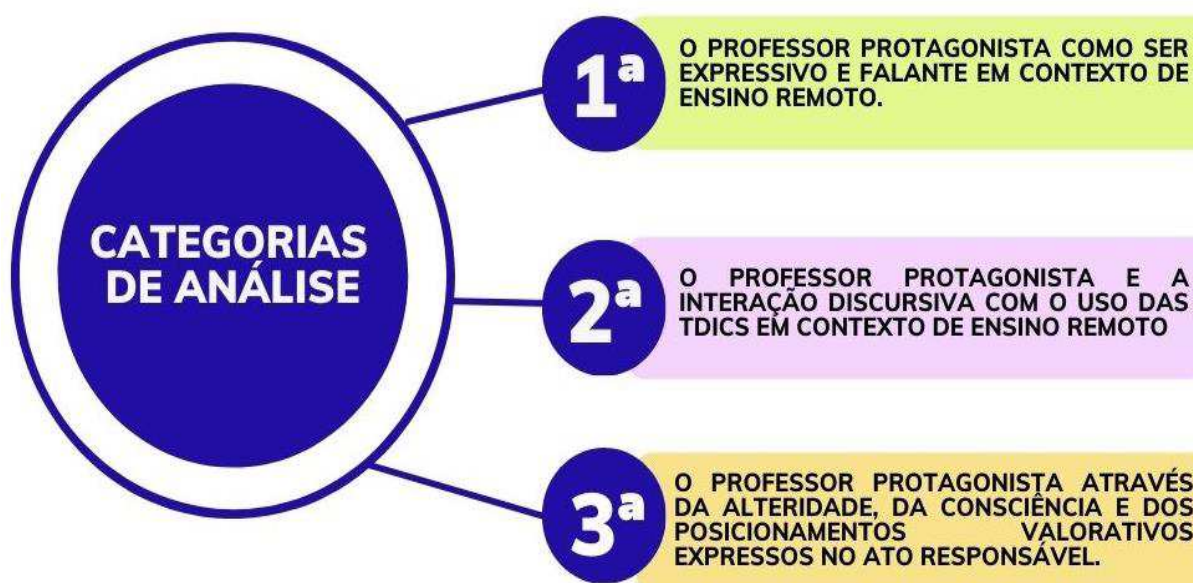 CATEGORIAS
DE ANÁLISE
1ª
O PROFESSOR PROTAGONISTA COMO SER
EXPRESSIVO E FALANTE EM CONTEXTO DE
ENSINO REMOTO.
2ª
O PROFESSOR PROTAGONISTA E A
INTERAÇÃO DISCURSIVA COM O USO DAS
TDICS EM CONTEXTO DE ENSINO REMOTO
3ª
O PROFESSOR PROTAGONISTA ATRAVÉS
DA ALTERIDADE, DA CONSCIÊNCIA E DOS
POSICIONAMENTOS VALORATIVOS
EXPRESSOS NO ATO RESPONSÁVEL.